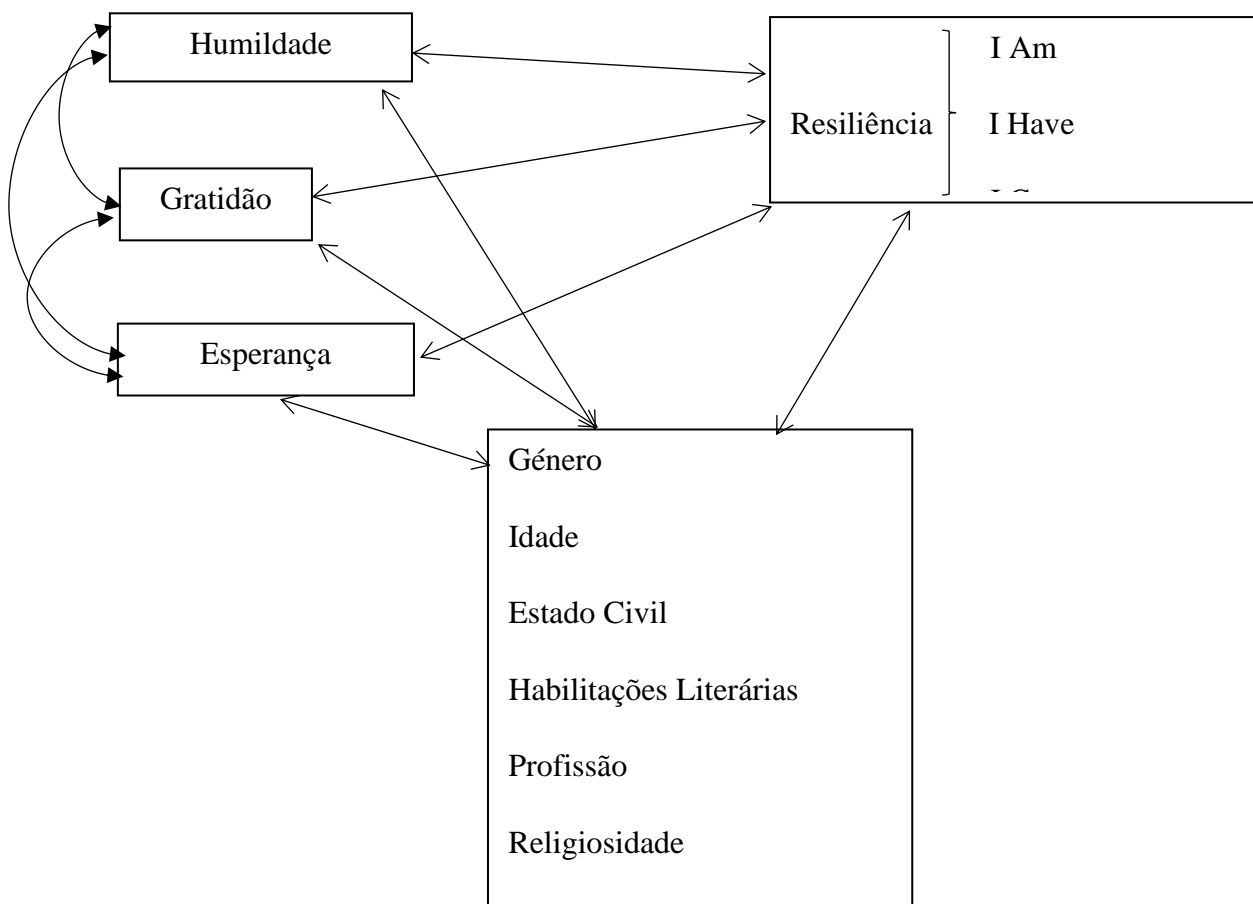 Humildade
I Am
Resiliência
I Have
Gratidão
Esperança
Género
Idade
Estado Civil
Habilitações Literárias
Profissão
Religiosidade